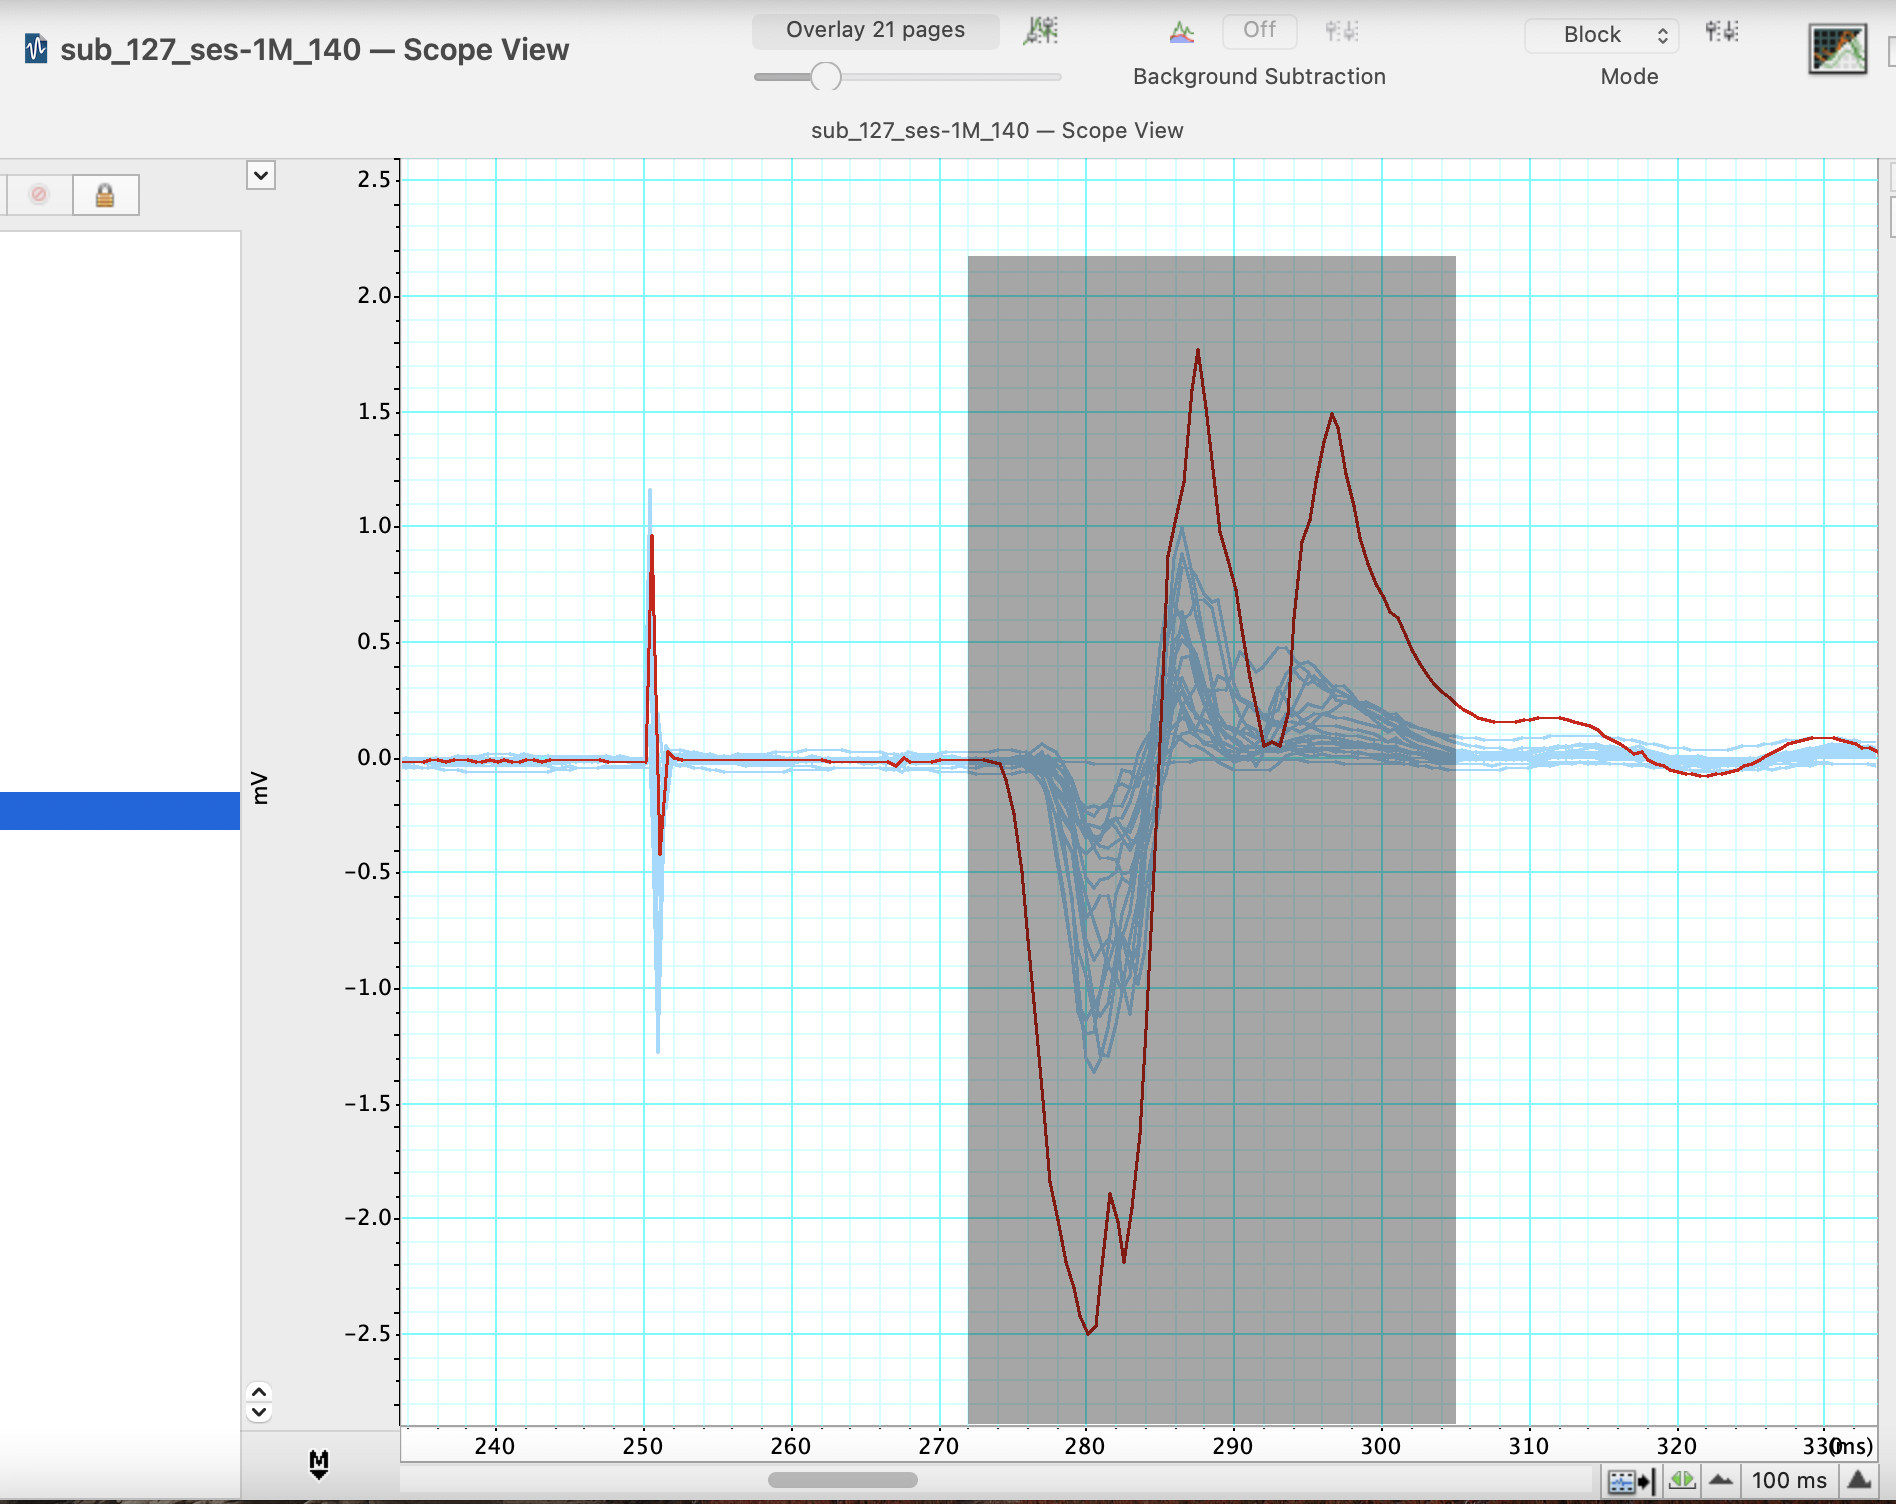 sub_127_ses-1M_140 — Scope View
Overlay 21 pages
Off
Background Subtraction
Block
Mode
sub_127_ses-1M_140 — Scope View
2.5
2.0
1.5
1.0
0.5
0.0
−0.5
−1.0
−1.5
−2.0
−2.5
mV
240 250 260 270 280 290 300 310 320 330 (ms)
M
100 ms